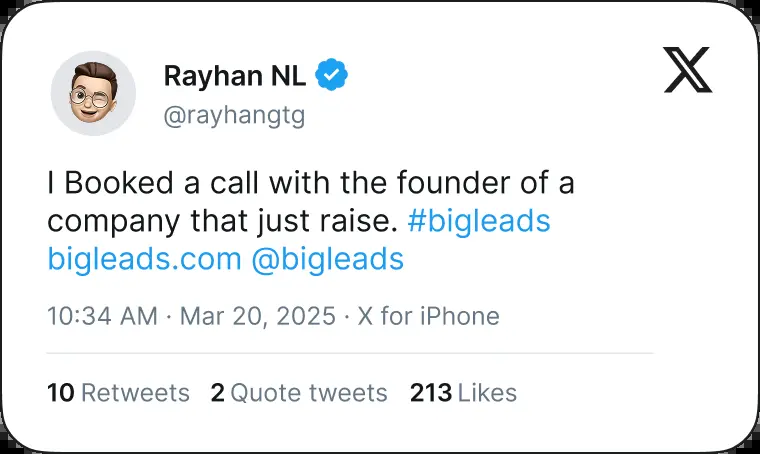 Rayhan NL
@rayhangtg
I Booked a call with the founder of a
company that just raise. #bigleads
bigleads.com @bigleads
10:34 AM · Mar 20, 2025 · X for iPhone
10 Retweets 2 Quote tweets 213 Likes